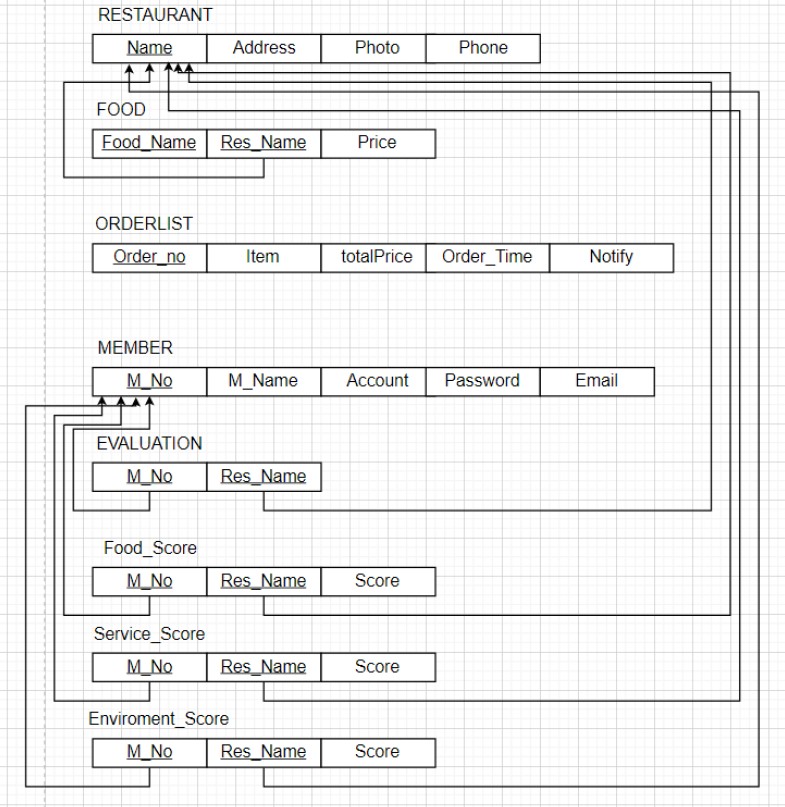 RESTAURANT
Name Address Photo Phone
FOOD
Food_Name Res_Name Price
ORDERLIST
Order_no Item totalPrice Order_Time Notify
MEMBER
M_No M_Name Account Password Email
EVALUATION
M_No Res_Name
Food_Score
M_No Res_Name Score
Service_Score
M_No Res_Name Score
Enviroment_Score
M_No Res_Name Score